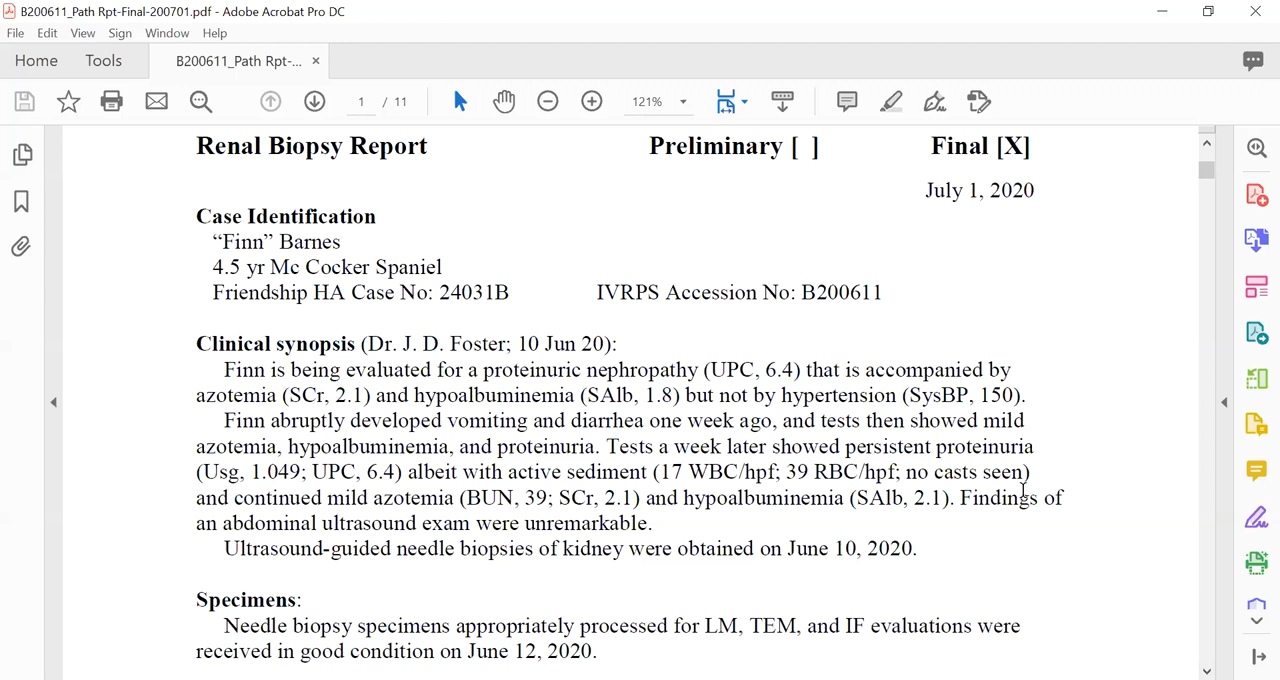 B200611_Path Rpt-Final-200701.pdf - Adobe Acrobat Pro DC
File Edit View Sign Window Help
Home Tools B200611_Path Rpt-... ×
1 / 11 121%
Renal Biopsy Report Preliminary [ ] Final [X]
July 1, 2020
Case Identification
“Finn” Barnes
4.5 yr Mc Cocker Spaniel
Friendship HA Case No: 24031B IVRPS Accession No: B200611
Clinical synopsis (Dr. J. D. Foster; 10 Jun 20):
Finn is being evaluated for a proteinuric nephropathy (UPC, 6.4) that is accompanied by
azotemia (SCr, 2.1) and hypoalbuminemia (SAlb, 1.8) but not by hypertension (SysBP, 150).
Finn abruptly developed vomiting and diarrhea one week ago, and tests then showed mild
azotemia, hypoalbuminemia, and proteinuria. Tests a week later showed persistent proteinuria
(Usg, 1.049; UPC, 6.4) albeit with active sediment (17 WBC/hpf; 39 RBC/hpf; no casts seen)
and continued mild azotemia (BUN, 39; SCr, 2.1) and hypoalbuminemia (SAlb, 2.1). Findings of
an abdominal ultrasound exam were unremarkable.
Ultrasound-guided needle biopsies of kidney were obtained on June 10, 2020.
Specimens:
Needle biopsy specimens appropriately processed for LM, TEM, and IF evaluations were
received in good condition on June 12, 2020.